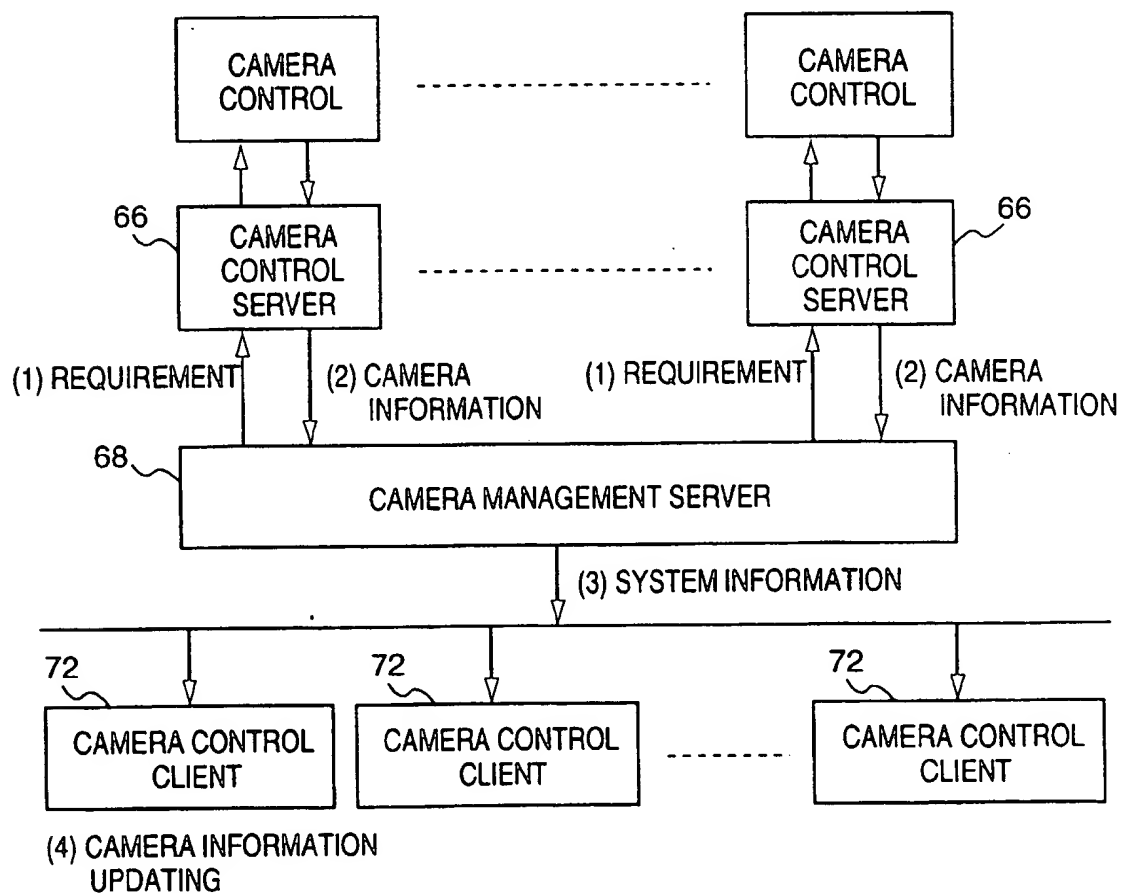 CAMERA
CONTROL
CAMERA
CONTROL
66
CAMERA
CONTROL
SERVER
CAMERA
CONTROL
SERVER
66
(1) REQUIREMENT
(2) CAMERA
INFORMATION
(1) REQUIREMENT
(2) CAMERA
INFORMATION
68
CAMERA MANAGEMENT SERVER
(3) SYSTEM INFORMATION
72
CAMERA CONTROL
CLIENT
72
CAMERA CONTROL
CLIENT
72
CAMERA CONTROL
CLIENT
(4) CAMERA INFORMATION
UPDATING